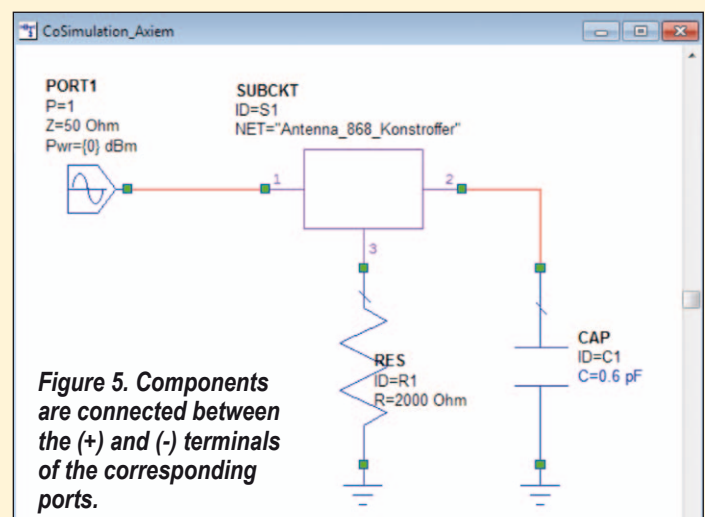 CoSimulation_Axiem
PORT1
P=1
Z=50 Ohm
Pwr={0} dBm
SUBCKT
ID=S1
NET="Antenna_868_Konstroffer"
1
2
3
RES
ID=R1
R=2000 Ohm
CAP
ID=C1
C=0.6 pF
Figure 5. Components
are connected between
the (+) and (-) terminals
of the corresponding
ports.